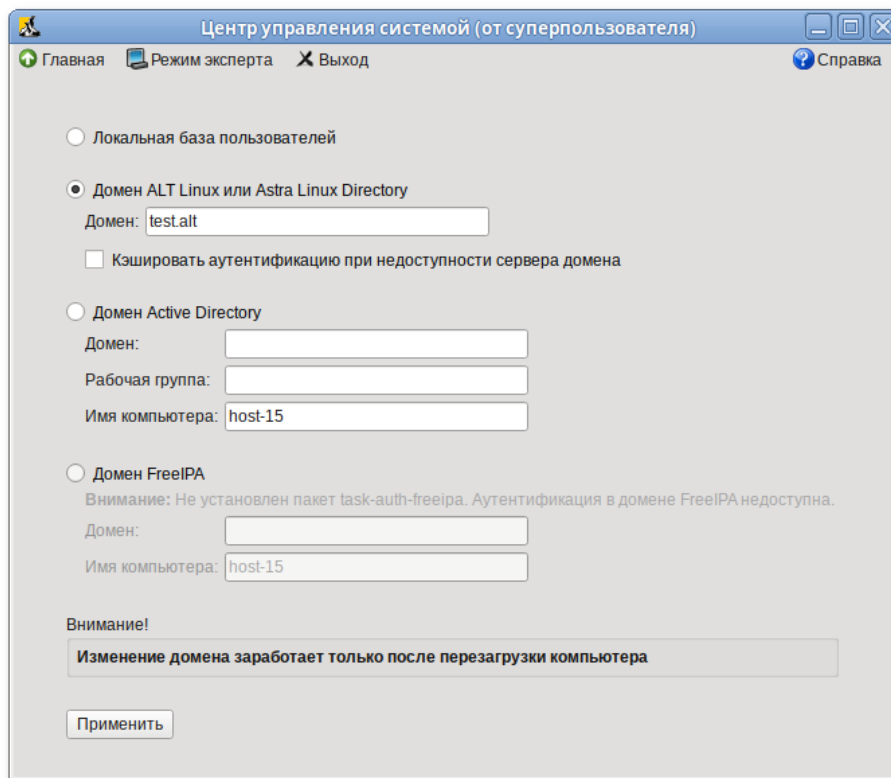 Центр управления системой (от суперпользователя)
Главная Режим эксперта Выход Справка
Локальная база пользователей
Домен ALT Linux или Astra Linux Directory
Домен: test.alt
Кэшировать аутентификацию при недоступности сервера домена
Домен Active Directory
Домен:
Рабочая группа:
Имя компьютера: host-15
Домен FreeIPA
Внимание: Не установлен пакет task-auth-freeipa. Аутентификация в домене FreeIPA недоступна.
Домен:
Имя компьютера: host-15
Внимание!
Изменение домена заработает только после перезагрузки компьютера
Применить